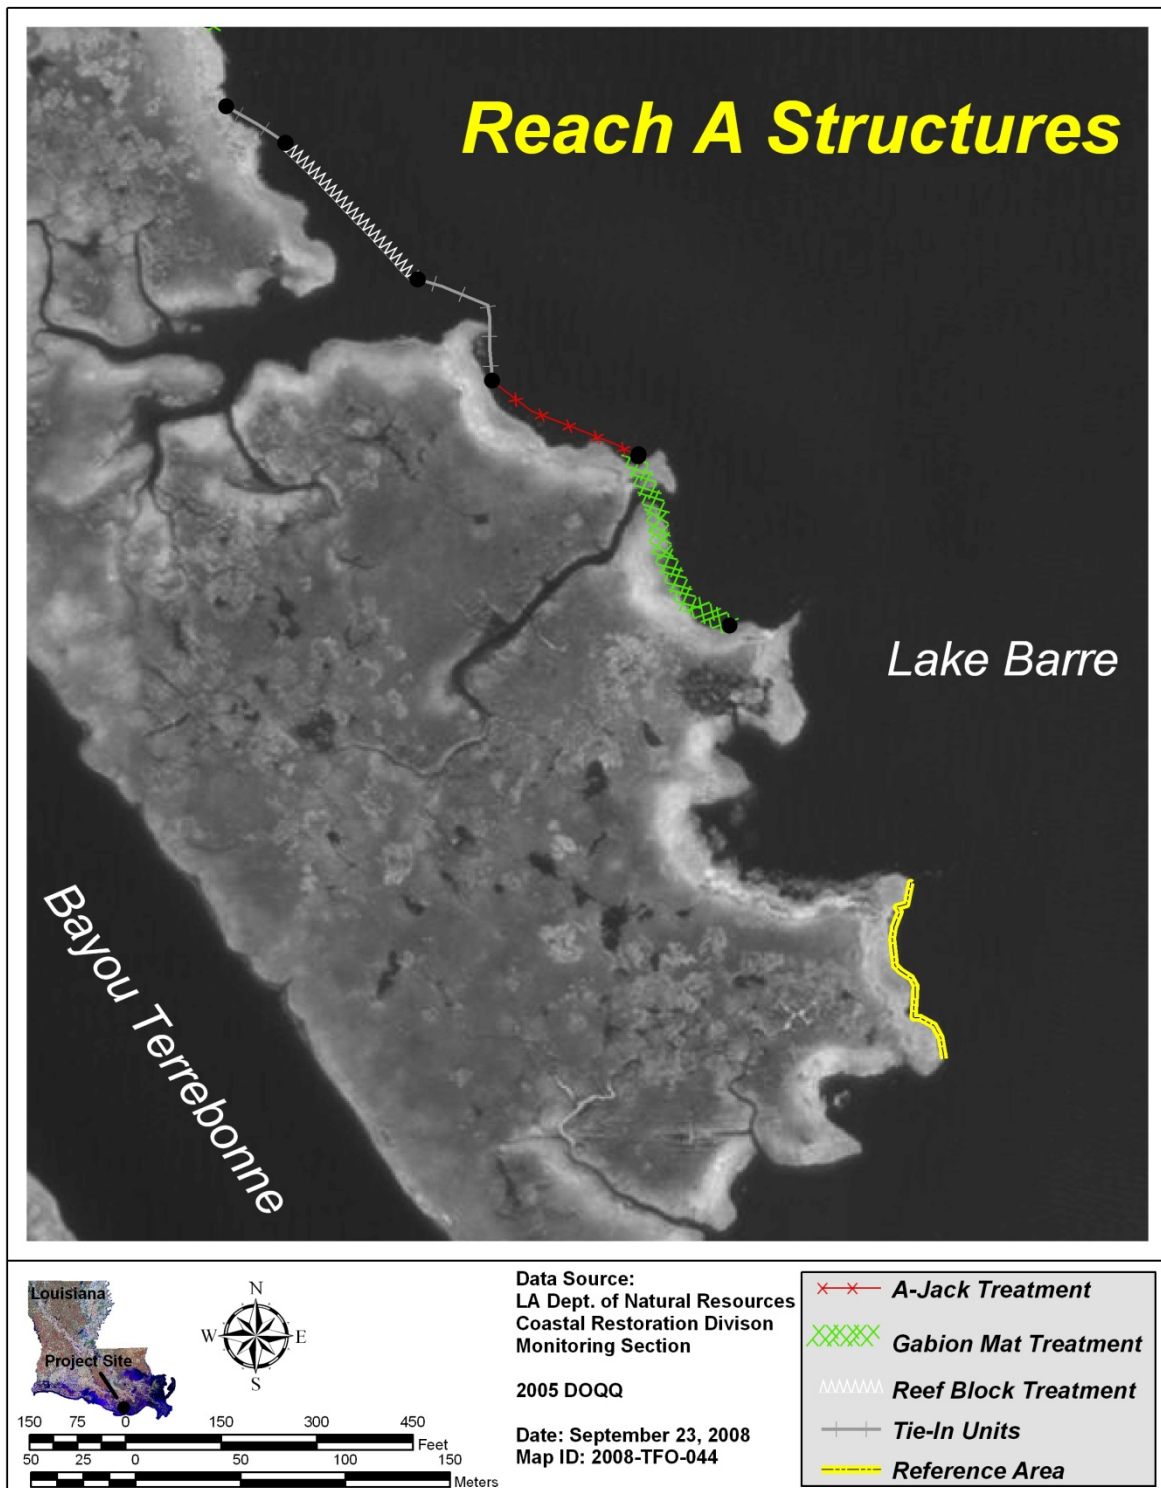 Reach A Structures
Lake Barre
Bayou Terrebonne
Louisiana
Project Site
N
W E
S
150 75 0 150 300 450
Feet
50 25 0 50 100 150
Meters
Data Source:
LA Dept. of Natural Resources
Coastal Restoration Divison
Monitoring Section
2005 DOQQ
Date: September 23, 2008
Map ID: 2008-TFO-044
A-Jack Treatment
Gabion Mat Treatment
Reef Block Treatment
Tie-In Units
Reference Area